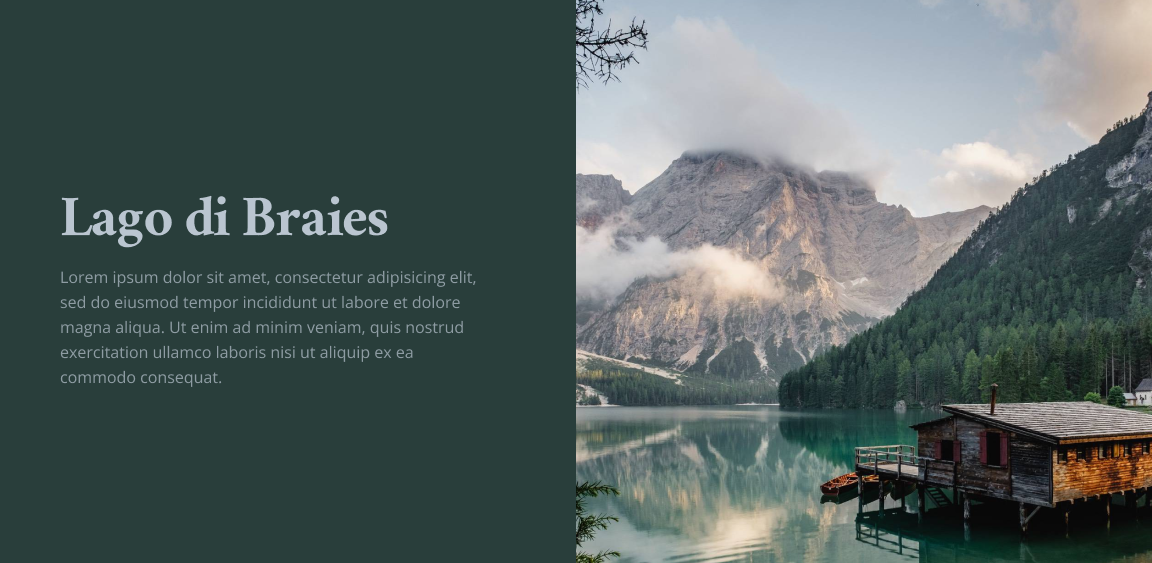 Lago di Braies
Lorem ipsum dolor sit amet, consectetur adipisicing elit,
sed do eiusmod tempor incididunt ut labore et dolore
magna aliqua. Ut enim ad minim veniam, quis nostrud
exercitation ullamco laboris nisi ut aliquip ex ea
commodo consequat.